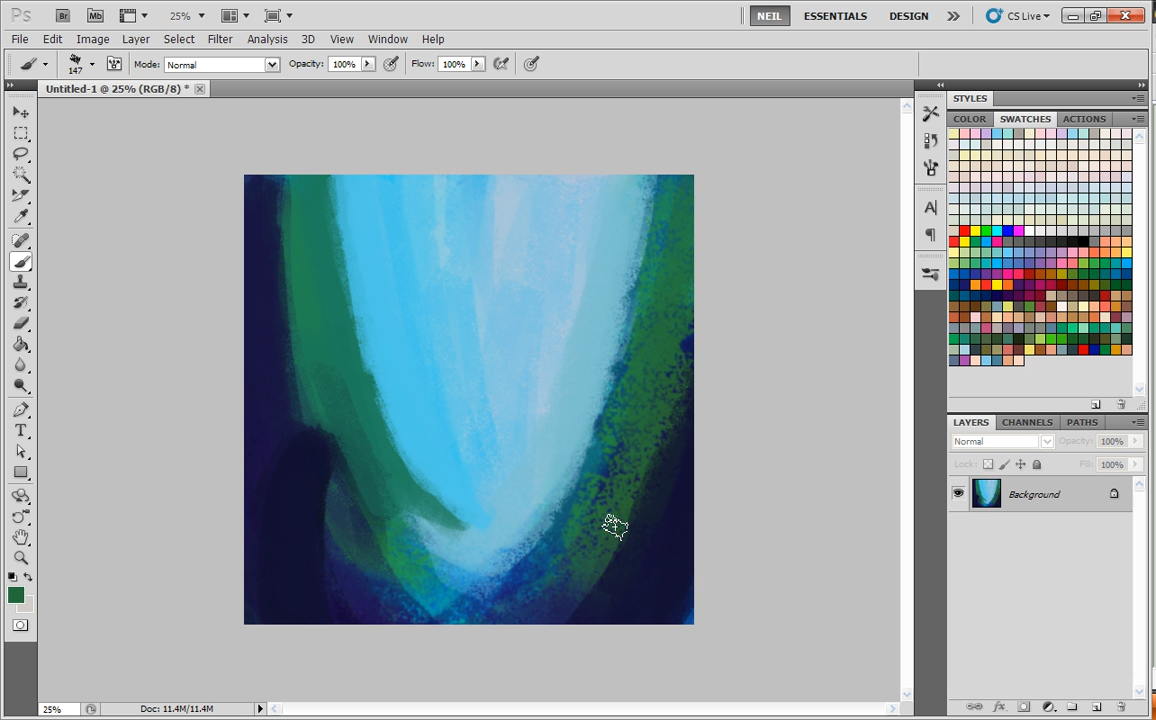 Ps Br Mb 25% NEIL ESSENTIALS DESIGN CS Live
File Edit Image Layer Select Filter Analysis 3D View Window Help
147 Mode: Normal Opacity: 100% Flow: 100%
Untitled-1 @ 25% (RGB/8) *
STYLES
COLOR SWATCHES ACTIONS
LAYERS CHANNELS PATHS
Normal Opacity: 100%
Lock: Fill: 100%
Background
25% Doc: 11.4M/11.4M